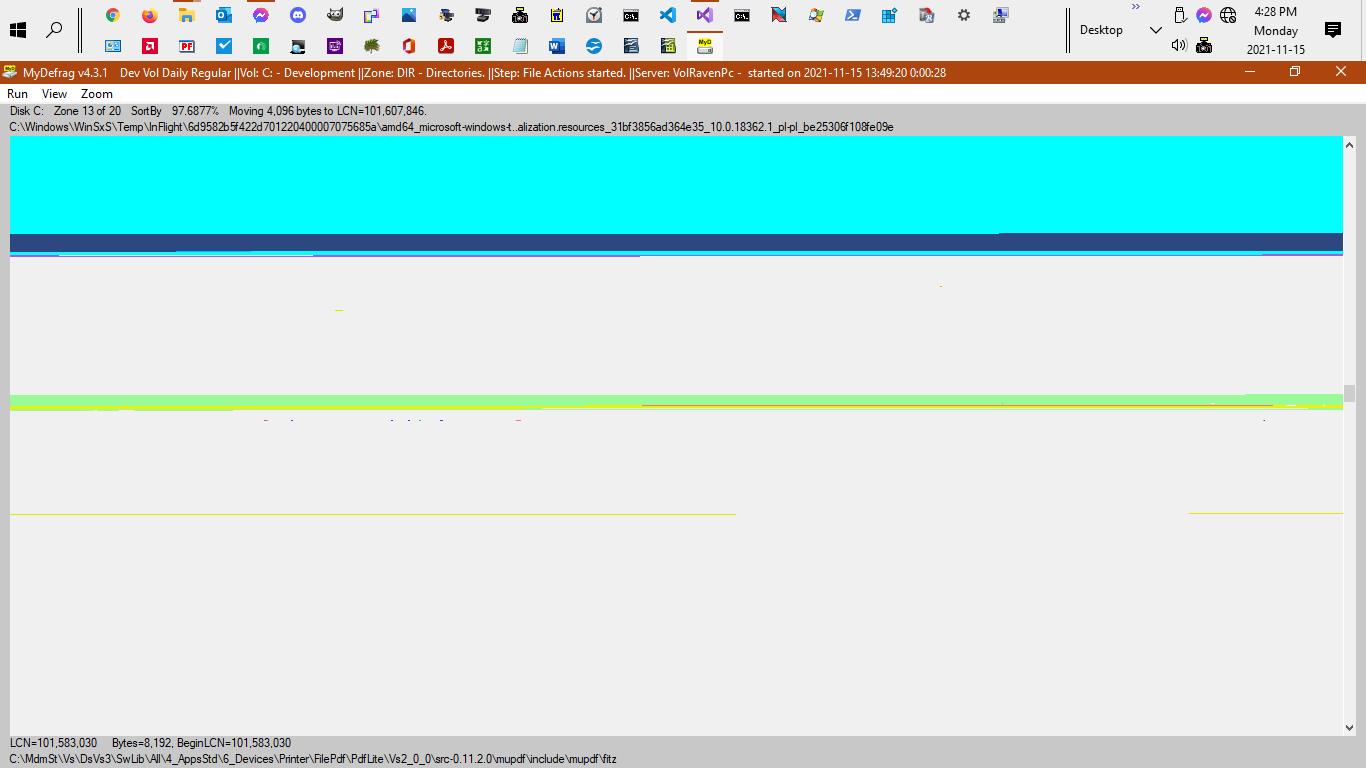 4:28 PM
Desktop
Monday
2021-11-15
MyDefrag v4.3.1 Dev Vol Daily Regular ||Vol: C: - Development ||Zone: DIR - Directories. ||Step: File Actions started. ||Server: VolRavenPc - started on 2021-11-15 13:49:20 0:00:28
Run View Zoom
Disk C: Zone 13 of 20 SortBy 97.6877% Moving 4,096 bytes to LCN=101,607,846.
C:\Windows\WinSxS\Temp\InFlight\6d9582b5f422d701220400007075685a\amd64_microsoft-windows-t..alization.resources_31bf3856ad364e35_10.0.18362.1_pl-pl_be25306f108fe09e
LCN=101,583,030 Bytes=8,192, BeginLCN=101,583,030
C:\MdmSt\Vs\DsVs3\SwLib\All\4_AppsStd\6_Devices\Printer\FilePdf\PdfLite\Vs2_0_0\src-0.11.2.0\mupdf\include\mupdf\fitz